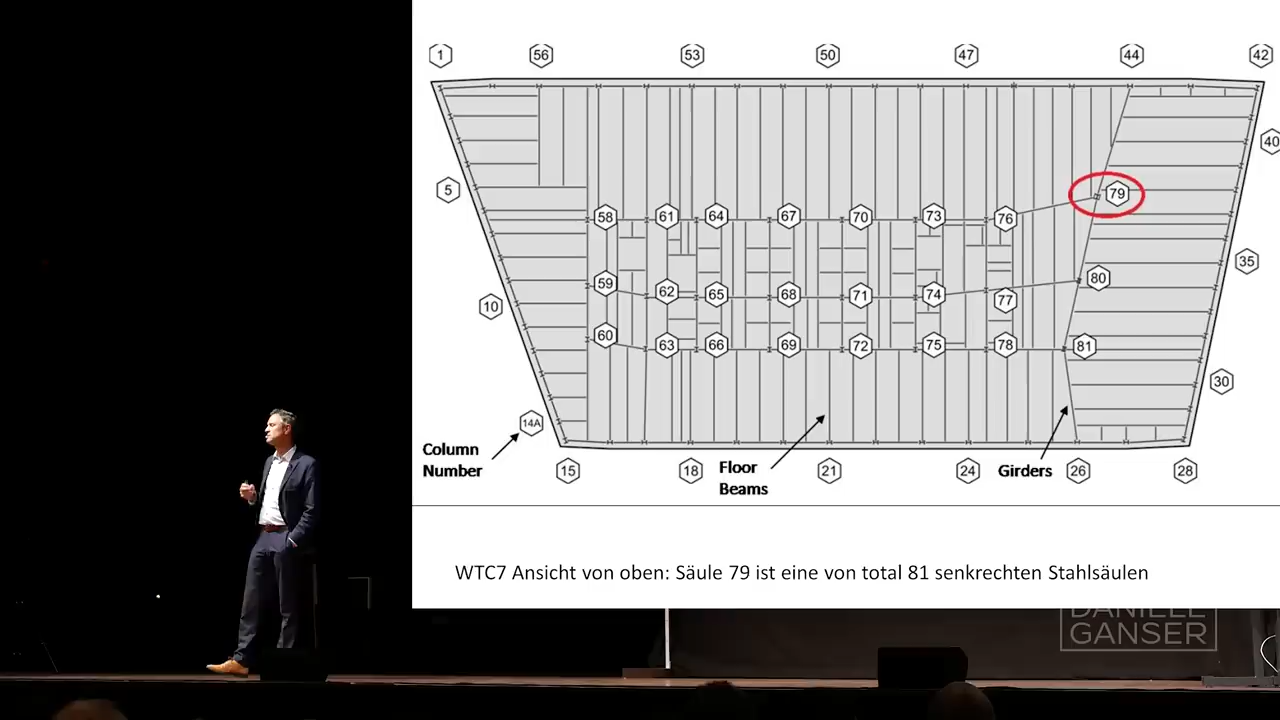 1 56 53 50 47 44 42
40
5 79
58 61 64 67 70 73 76
35
59 62 65 68 71 74 77 80
10
60 63 66 69 72 75 78 81
30
14A
Column
Number
15 18 21 24 26 28
Floor
Beams
Girders
WTC7 Ansicht von oben: Säule 79 ist eine von total 81 senkrechten Stahlsäulen
DANIELE
GANSER